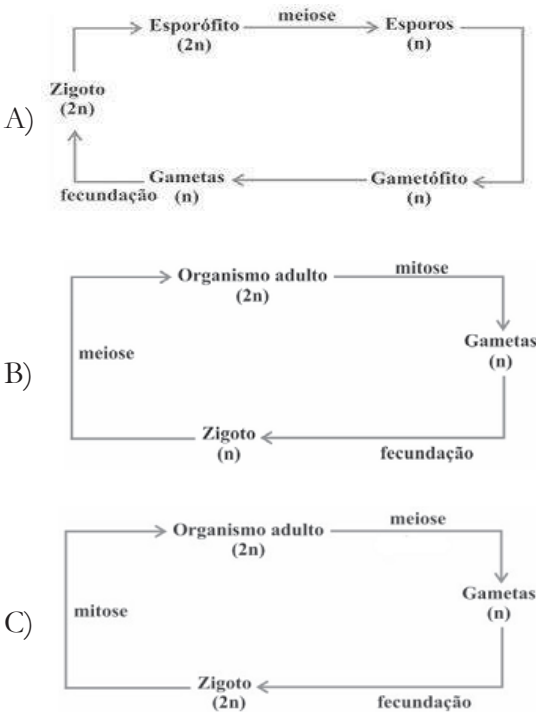 A)
Esporófito
(2n)
meiose
Esporos
(n)
Zigoto
(2n)
fecundação
Gametas
(n)
Gametófito
(n)
B)
Organismo adulto
(2n)
mitose
Gametas
(n)
meiose
Zigoto
(n)
fecundação
C)
Organismo adulto
(2n)
meiose
Gametas
(n)
mitose
Zigoto
(2n)
fecundação